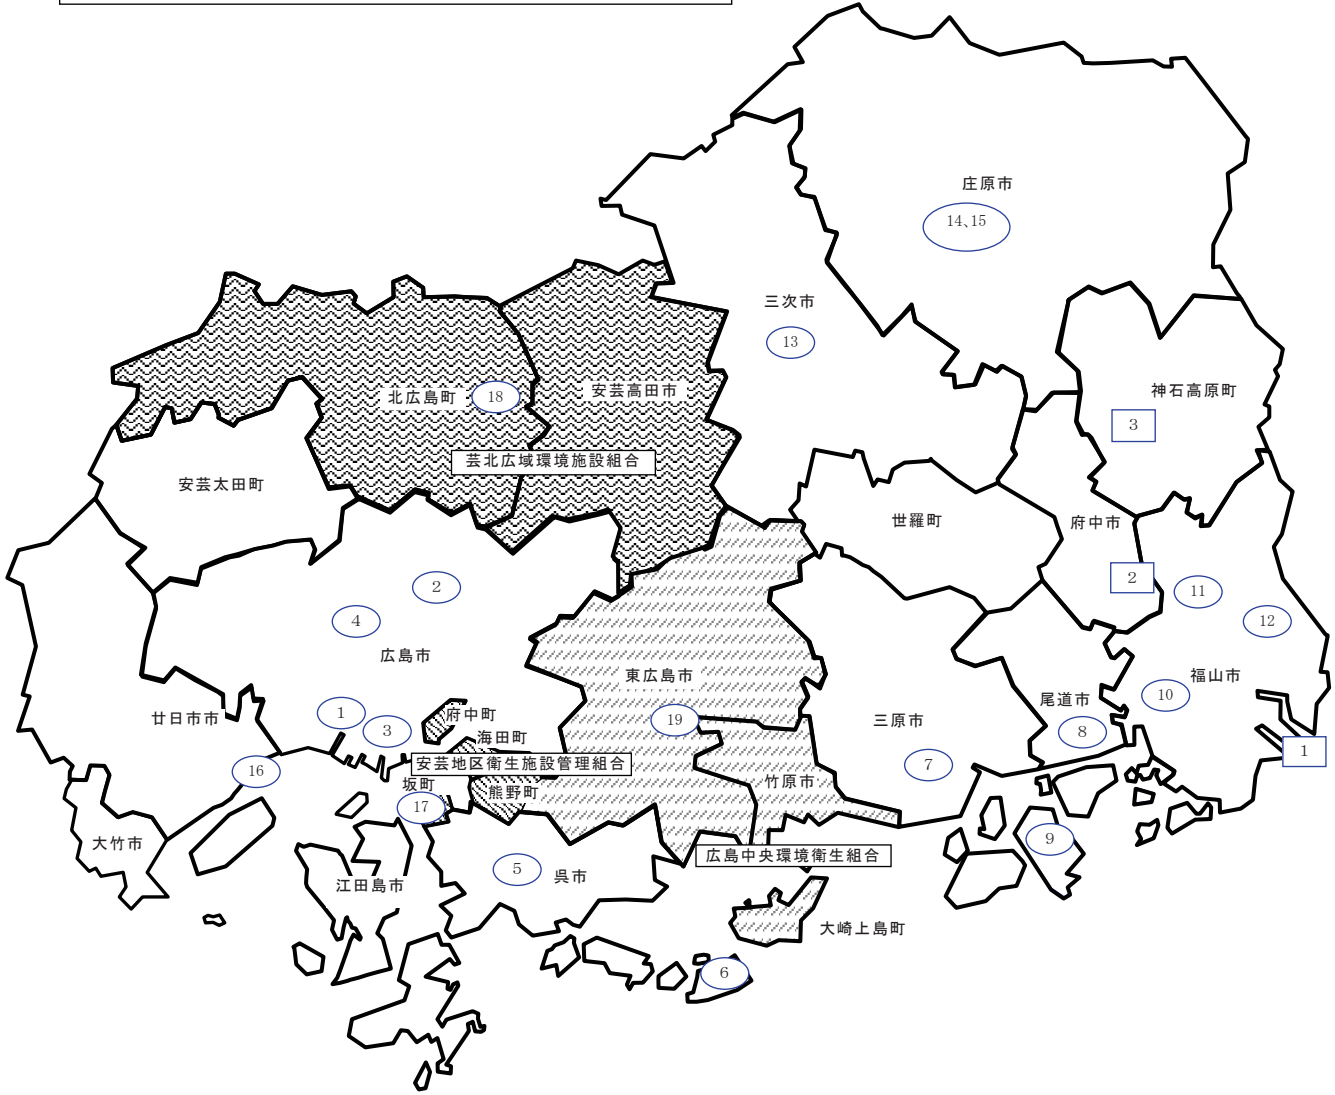 庄原市
14、15
三次市
13
神石高原町
3
北広島町
18
安芸高田市
芸北広域環境施設組合
安芸太田町
世羅町
府中市
2
11
12
2
4
広島市
東広島市
19
福山市
10
尾道市
8
1
三原市
7
廿日市市
1
3
府中町
海田町
安芸地区衛生施設管理組合
16
坂町
17
熊野町
竹原市
9
大竹市
広島中央環境衛生組合
江田島市
5
呉市
大崎上島町
6